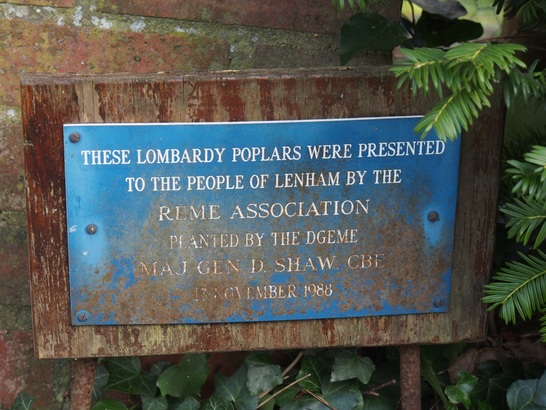 THESE LOMBARDY POPLARS WERE PRESENTED
TO THE PEOPLE OF LENHAM BY THE
REME ASSOCIATION
PLANTED BY THE DGEME
MAJ GEN D. SHAW. CBE
13 NOVEMBER 1988